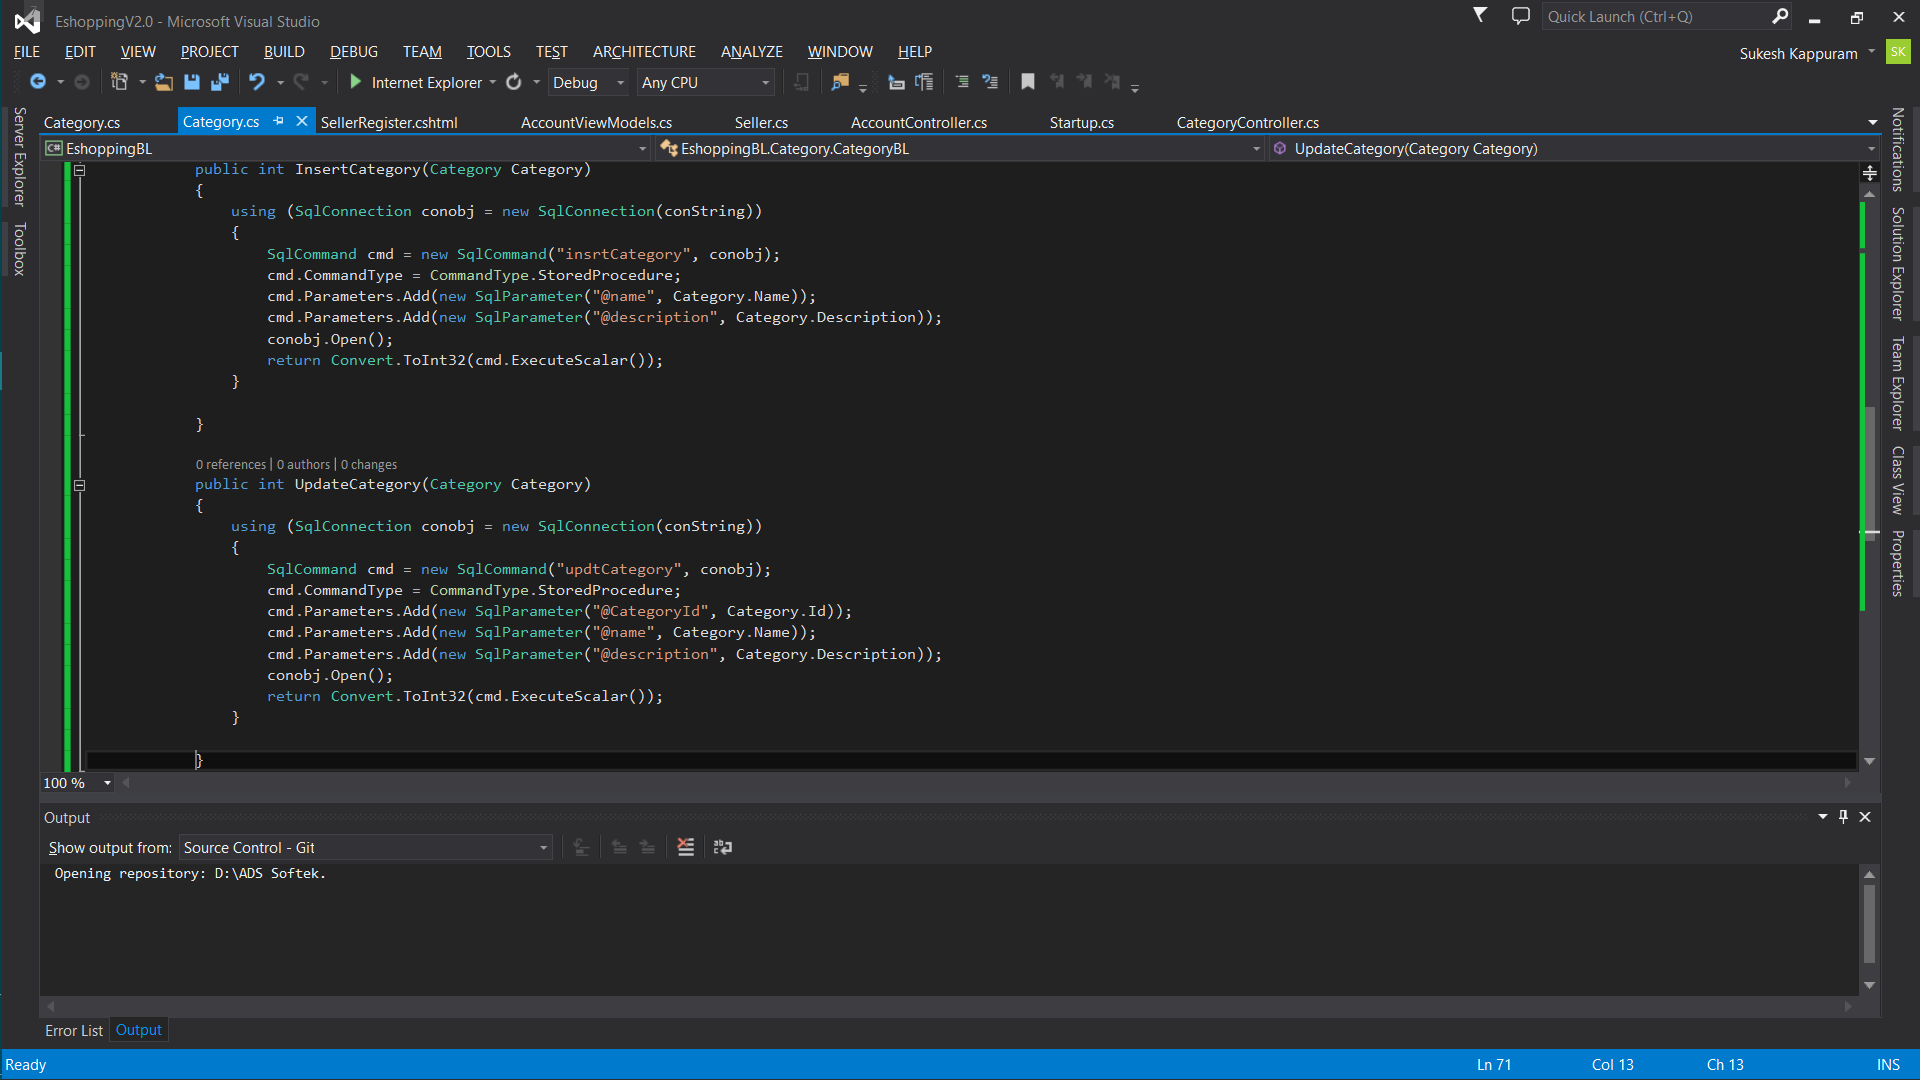 EshoppingV2.0 - Microsoft Visual Studio
Quick Launch (Ctrl+Q)
FILE EDIT VIEW PROJECT BUILD DEBUG TEAM TOOLS TEST ARCHITECTURE ANALYZE WINDOW HELP
Sukesh Kappuram SK
Internet Explorer Debug Any CPU
Category.cs Category.cs SellerRegister.cshtml AccountViewModels.cs Seller.cs AccountController.cs Startup.cs CategoryController.cs
C# EshoppingBL EshoppingBL.Category.CategoryBL UpdateCategory(Category Category)
Server Explorer
Toolbox
public int InsertCategory(Category Category)
{
using (SqlConnection conobj = new SqlConnection(conString))
{
SqlCommand cmd = new SqlCommand("insrtCategory", conobj);
cmd.CommandType = CommandType.StoredProcedure;
cmd.Parameters.Add(new SqlParameter("@name", Category.Name));
cmd.Parameters.Add(new SqlParameter("@description", Category.Description));
conobj.Open();
return Convert.ToInt32(cmd.ExecuteScalar());
}
}
0 references | 0 authors | 0 changes
public int UpdateCategory(Category Category)
{
using (SqlConnection conobj = new SqlConnection(conString))
{
SqlCommand cmd = new SqlCommand("updtCategory", conobj);
cmd.CommandType = CommandType.StoredProcedure;
cmd.Parameters.Add(new SqlParameter("@CategoryId", Category.Id));
cmd.Parameters.Add(new SqlParameter("@name", Category.Name));
cmd.Parameters.Add(new SqlParameter("@description", Category.Description));
conobj.Open();
return Convert.ToInt32(cmd.ExecuteScalar());
}
}
Notifications
Solution Explorer
Team Explorer
Class View
Properties
100 %
Output
Show output from: Source Control - Git
Opening repository: D:\ADS Softek.
Error List Output
Ready Ln 71 Col 13 Ch 13 INS